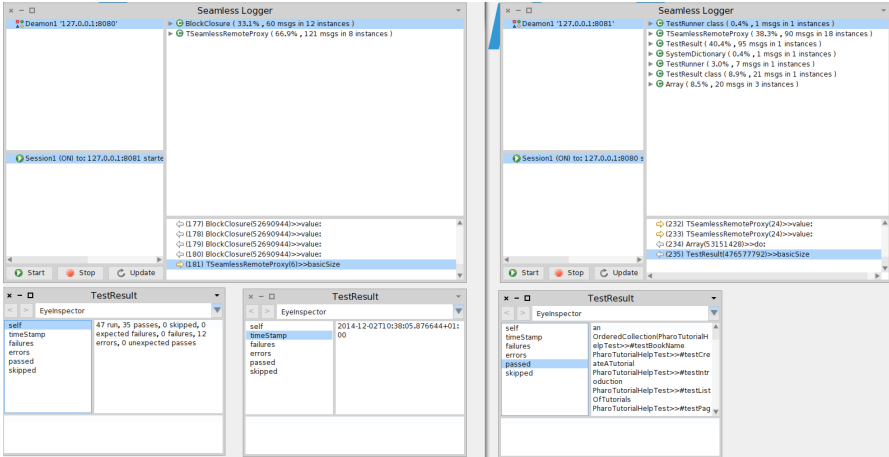 Seamless Logger
Deamon1 '127.0.0.1:8080'
BlockClosure ( 33,1% , 60 msgs in 12 instances )
TSeamlessRemoteProxy ( 66,9% , 121 msgs in 8 instances )
Session1 (ON) to: 127.0.0.1:8081 starte
(177) BlockClosure(52690944)>>value:
(178) BlockClosure(52690944)>>value:
(179) BlockClosure(52690944)>>value:
(180) BlockClosure(52690944)>>value:
(181) TSeamlessRemoteProxy(6)>>basicSize
Start
Stop
Update
Seamless Logger
Deamon1 '127.0.0.1:8081'
TestRunner class ( 0,4% , 1 msgs in 1 instances )
TSeamlessRemoteProxy ( 38,3% , 90 msgs in 18 instances )
TestResult ( 40,4% , 95 msgs in 1 instances )
SystemDictionary ( 0,4% , 1 msgs in 1 instances )
TestRunner ( 3,0% , 7 msgs in 1 instances )
TestResult class ( 8,9% , 21 msgs in 1 instances )
Array ( 8,5% , 20 msgs in 3 instances )
Session1 (ON) to: 127.0.0.1:8080 s
(232) TSeamlessRemoteProxy(24)>>value:
(233) TSeamlessRemoteProxy(24)>>value:
(234) Array(53151428)>>do:
(235) TestResult(476577792)>>basicSize
Start
Stop
Update
TestResult
< > EyeInspector
self
timeStamp
failures
errors
passed
skipped
47 run, 35 passes, 0 skipped, 0
expected failures, 0 failures, 12
errors, 0 unexpected passes
TestResult
< > EyeInspector
self
timeStamp
failures
errors
passed
skipped
2014-12-02T10:38:05.876644+01:
00
TestResult
< > EyeInspector
self
timeStamp
failures
errors
passed
skipped
an
OrderedCollection(PharoTutorialH
elpTest>>#testBookName
PharoTutorialHelpTest>>#testCre
ateATutorial
PharoTutorialHelpTest>>#testIntr
oduction
PharoTutorialHelpTest>>#testList
OfTutorials
PharoTutorialHelpTest>>#testPag